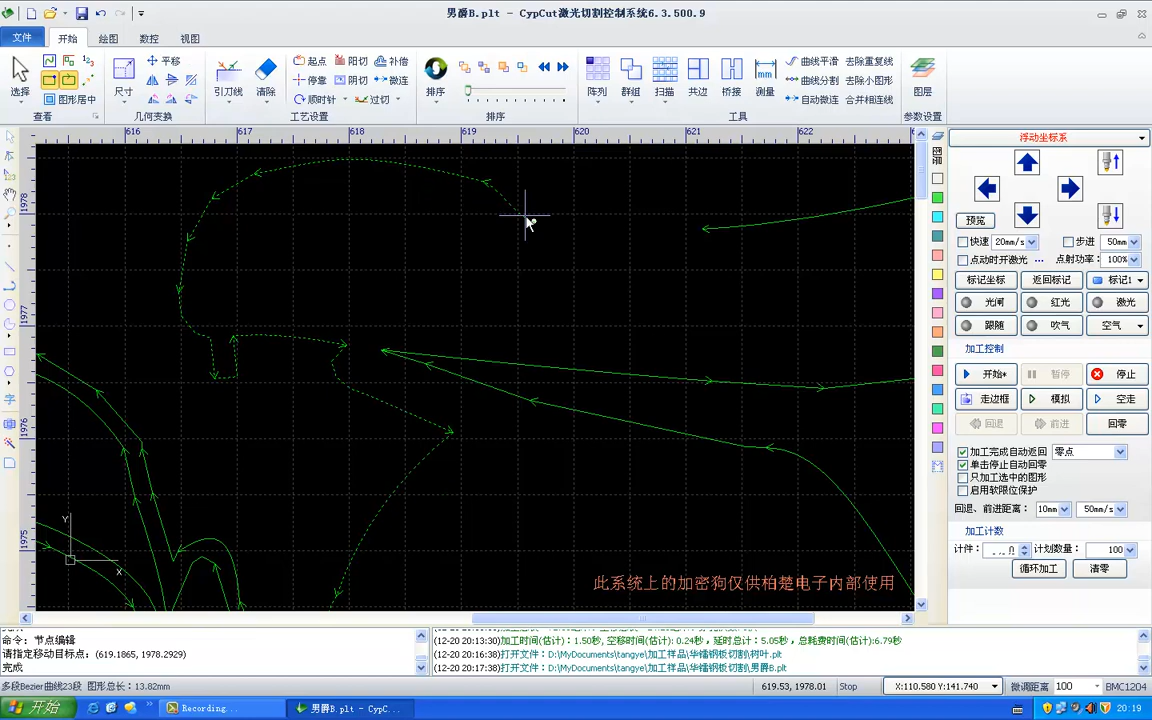 男爵B.plt - CypCut激光切割控制系统6.3.500.9
文件 开始 绘图 数控 视图
选择 图形居中 查看
尺寸 平移 几何变换
引刀线 清除 起点 停靠 顺时针 阳切 阴切 过切 补偿 微连 工艺设置
排序 排序
阵列 群组 扫描 共边 桥接 测量 曲线平滑 曲线分割 自动微连 去除重复线 去除小图形 合并相连线 工具
图层 参数设置
616 617 618 619 620 621 622
1978
1977
1976
1975
Y
X
此系统上的加密狗仅供柏楚电子内部使用
图层
浮动坐标系
预览
快速 20mm/s 步进 50mm
点动时开激光 ... 点射功率: 100%
标记坐标 返回标记 标记1
光闸 红光 激光
跟随 吹气 空气
加工控制
开始* 暂停 停止
走边框 模拟 空走
回退 前进 回零
加工完成自动返回 零点
单击停止自动回零
只加工选中的图形
启用软限位保护
回退、前进距离: 10mm 50mm/s
加工计数
计件: 0 计划数量: 100
循环加工 清零
命令: 节点编辑
请指定移动目标点: (619.1865, 1978.2929)
完成
(12-20 20:13:30)加工时间(估计): 1.50秒, 空移时间(估计): 0.24秒, 延时总计: 5.05秒, 总耗费时间(估计):6.79秒
(12-20 20:16:38)打开文件: D:\MyDocuments\tangye\加工样品\华镭钢板切割\树叶.plt
(12-20 20:17:38)打开文件: D:\MyDocuments\tangye\加工样品\华镭钢板切割\男爵B.plt
多段Bezier曲线23段 图形总长: 13.82mm
619.53, 1978.01 Stop X:110.580 Y:141.740 微调距离 100 BMC1204
开始 Recording... 男爵B.plt - CypC... 20:19